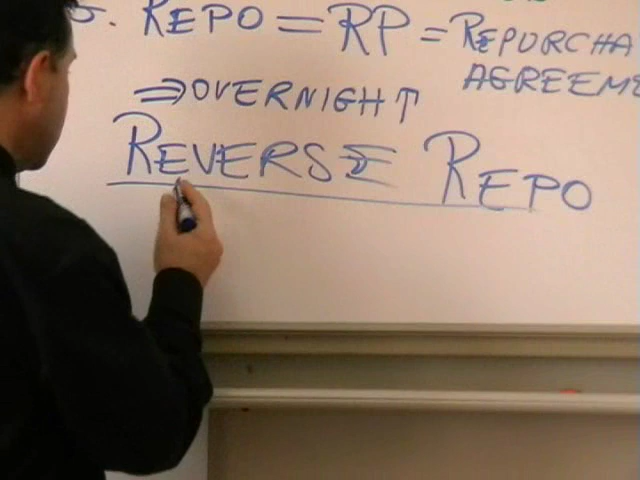 5. REPO = RP = REPURCHA
AGREEME
⇒ OVERNIGHT
REVERSE REPO